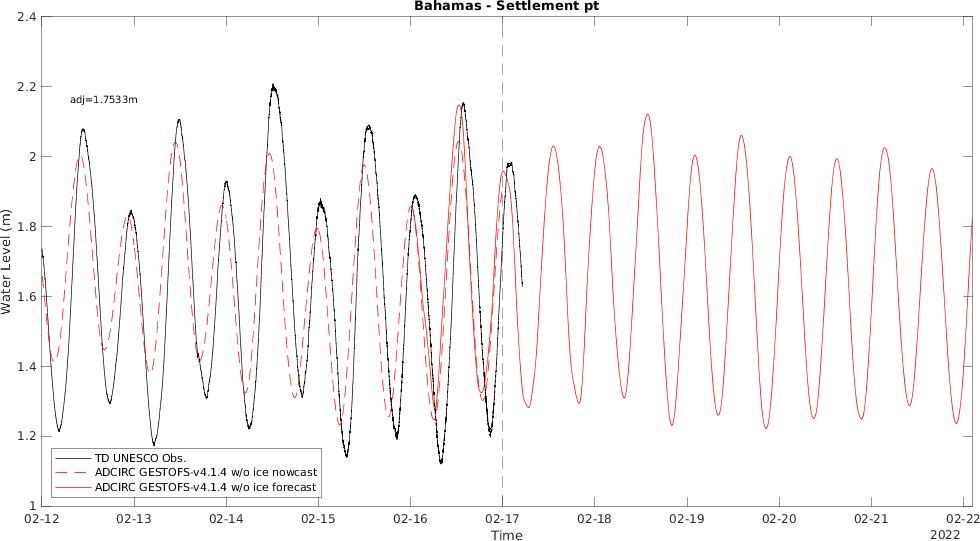 Bahamas - Settlement pt
2.4
2.2
2
1.8
1.6
1.4
1.2
1
Water Level (m)
adj=1.7533m
TD UNESCO Obs.
ADCIRC GESTOFS-v4.1.4 w/o ice nowcast
ADCIRC GESTOFS-v4.1.4 w/o ice forecast
02-12 02-13 02-14 02-15 02-16 02-17 02-18 02-19 02-20 02-21 02-22
Time
2022